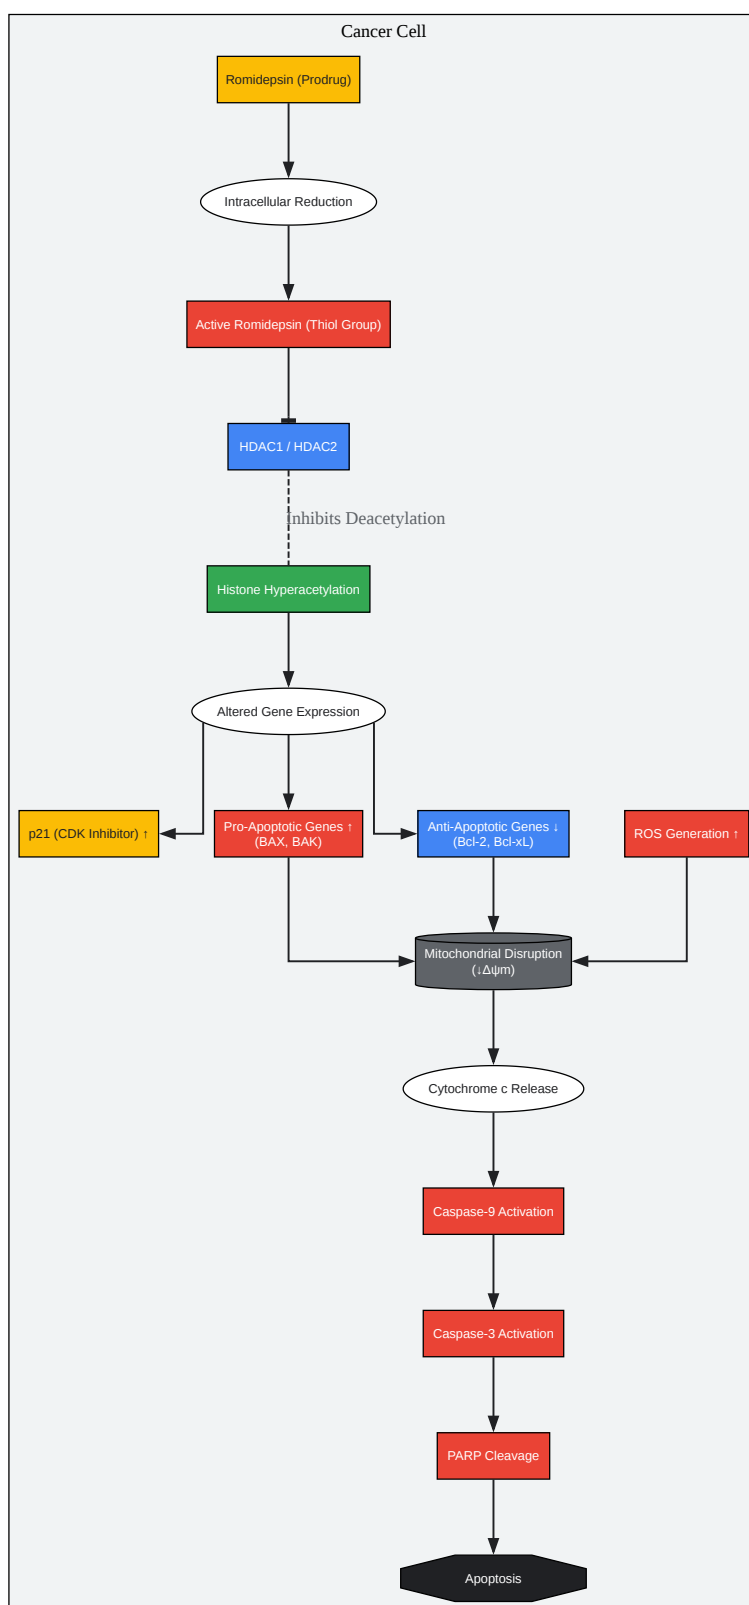 Cancer Cell
Romidepsin (Prodrug)
Intracellular Reduction
Active Romidepsin (Thiol Group)
HDAC1 / HDAC2
Inhibits Deacetylation
Histone Hyperacetylation
Altered Gene Expression
p21 (CDK Inhibitor) ↑
Pro-Apoptotic Genes ↑
(BAX, BAK)
Anti-Apoptotic Genes ↓
(Bcl-2, Bcl-xL)
ROS Generation ↑
Mitochondrial Disruption
(↓Δψm)
Cytochrome c Release
Caspase-9 Activation
Caspase-3 Activation
PARP Cleavage
Apoptosis